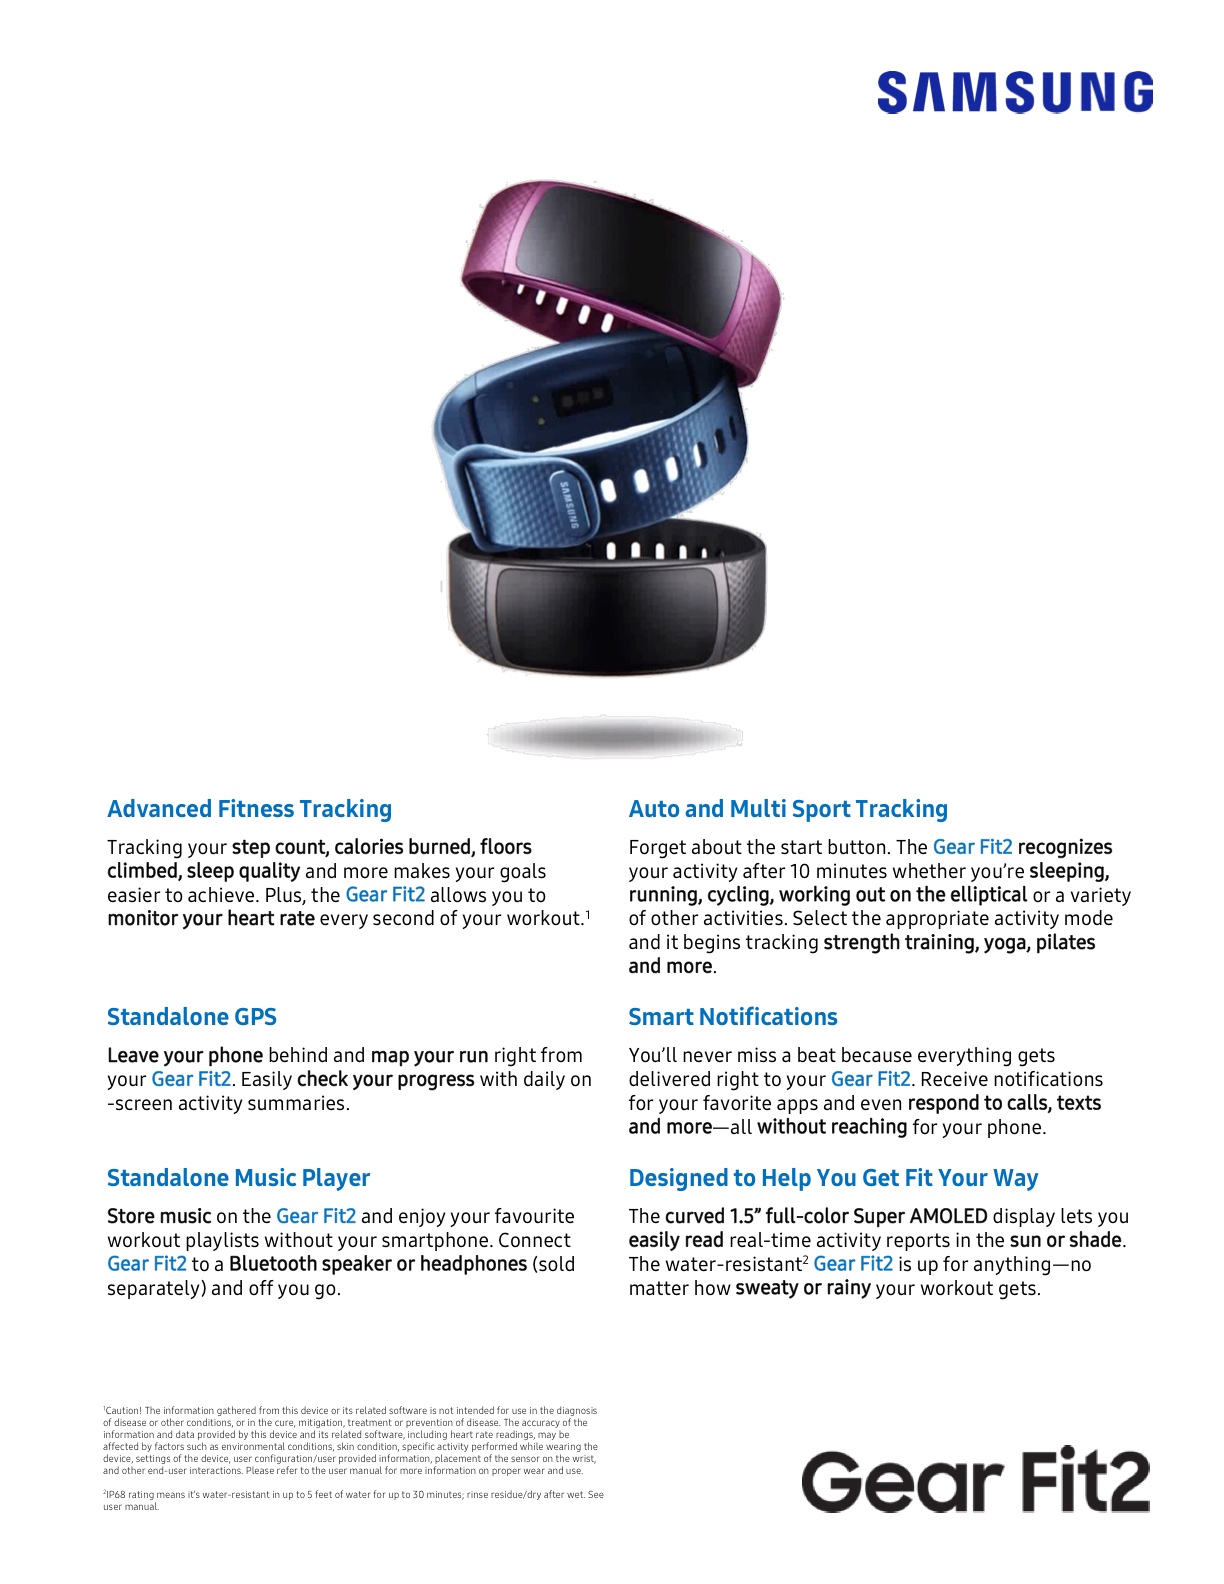 SAMSUNG
SAMSUNG
Advanced Fitness Tracking
Tracking your step count, calories burned, floors
climbed, sleep quality and more makes your goals
easier to achieve. Plus, the Gear Fit2 allows you to
monitor your heart rate every second of your workout.¹
Auto and Multi Sport Tracking
Forget about the start button. The Gear Fit2 recognizes
your activity after 10 minutes whether you’re sleeping,
running, cycling, working out on the elliptical or a variety
of other activities. Select the appropriate activity mode
and it begins tracking strength training, yoga, pilates
and more.
Standalone GPS
Leave your phone behind and map your run right from
your Gear Fit2. Easily check your progress with daily on
-screen activity summaries.
Smart Notifications
You’ll never miss a beat because everything gets
delivered right to your Gear Fit2. Receive notifications
for your favorite apps and even respond to calls, texts
and more—all without reaching for your phone.
Standalone Music Player
Store music on the Gear Fit2 and enjoy your favourite
workout playlists without your smartphone. Connect
Gear Fit2 to a Bluetooth speaker or headphones (sold
separately) and off you go.
Designed to Help You Get Fit Your Way
The curved 1.5” full-color Super AMOLED display lets you
easily read real-time activity reports in the sun or shade.
The water-resistant² Gear Fit2 is up for anything—no
matter how sweaty or rainy your workout gets.
¹Caution! The information gathered from this device or its related software is not intended for use in the diagnosis
of disease or other conditions, or in the cure, mitigation, treatment or prevention of disease. The accuracy of the
information and data provided by this device and its related software, including heart rate readings, may be
affected by factors such as environmental conditions, skin condition, specific activity performed while wearing the
device, settings of the device, user configuration/user provided information, placement of the sensor on the wrist,
and other end-user interactions. Please refer to the user manual for more information on proper wear and use.
²IP68 rating means it's water-resistant in up to 5 feet of water for up to 30 minutes; rinse residue/dry after wet. See
user manual.
Gear Fit2